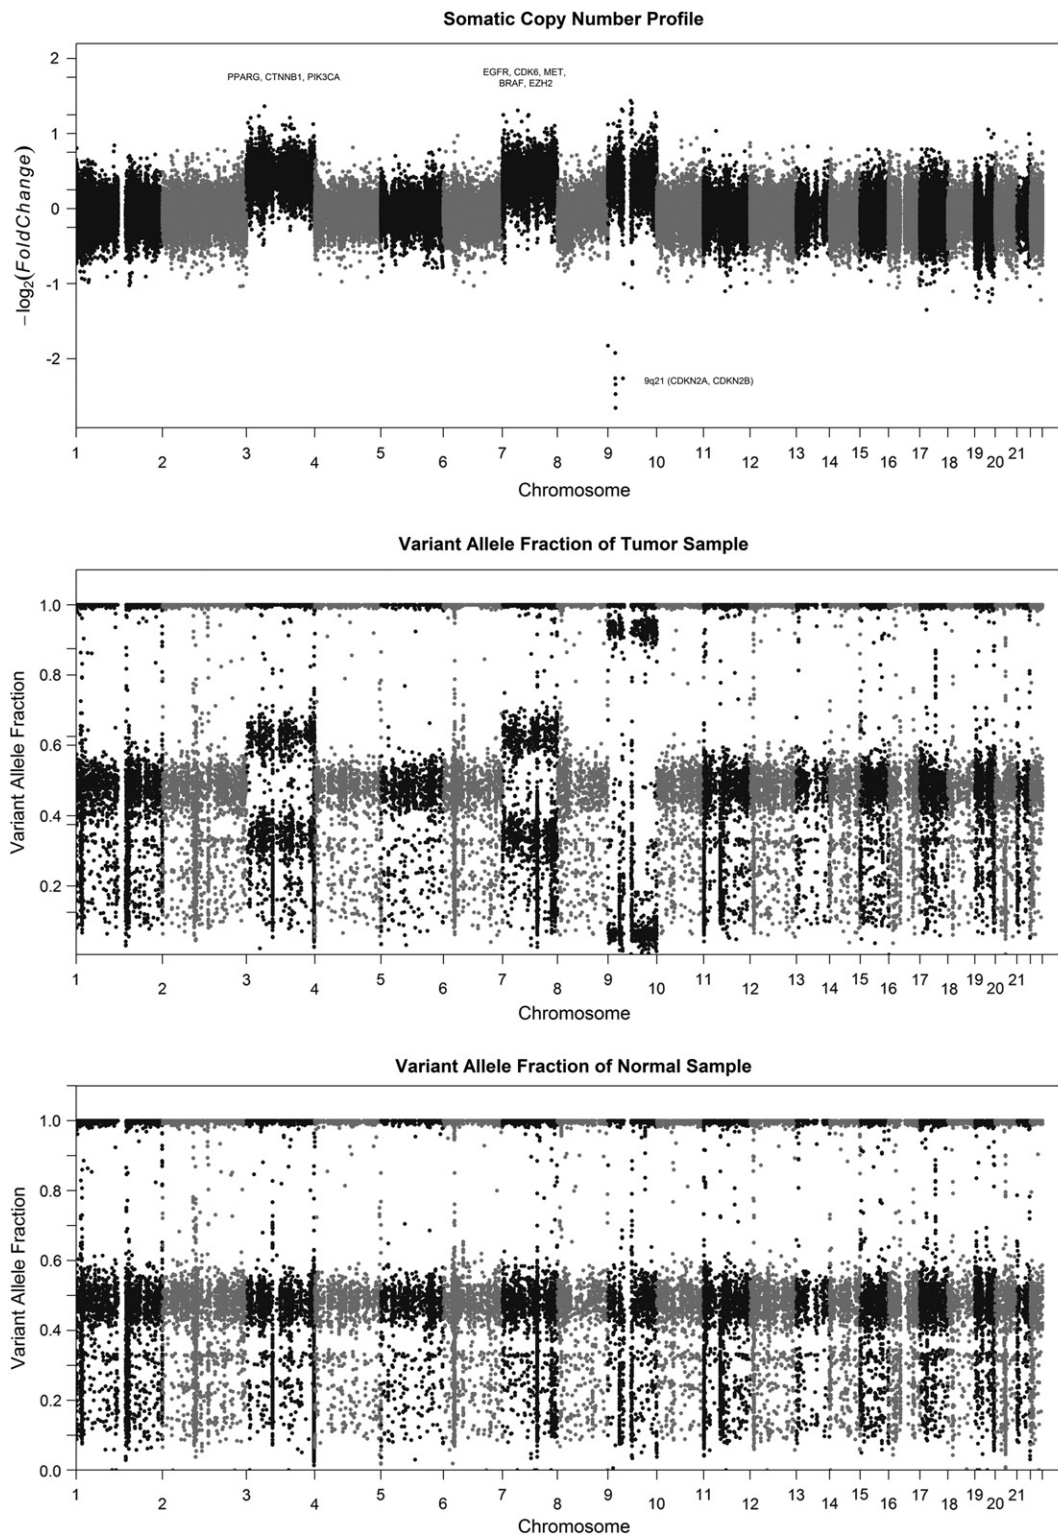 Somatic Copy Number Profile
PPARG, CTNNB1, PIK3CA
EGFR, CDK6, MET,
BRAF, EZH2
9q21 (CDKN2A, CDKN2B)
−log2(FoldChange)
2
1
0
-1
-2
1 2 3 4 5 6 7 8 9 10 11 12 13 14 15 16 17 18 19 20 21
Chromosome
Variant Allele Fraction of Tumor Sample
Variant Allele Fraction
1.0
0.8
0.6
0.4
0.2
1 2 3 4 5 6 7 8 9 10 11 12 13 14 15 16 17 18 19 20 21
Chromosome
Variant Allele Fraction of Normal Sample
Variant Allele Fraction
1.0
0.8
0.6
0.4
0.2
0.0
1 2 3 4 5 6 7 8 9 10 11 12 13 14 15 16 17 18 19 20 21
Chromosome